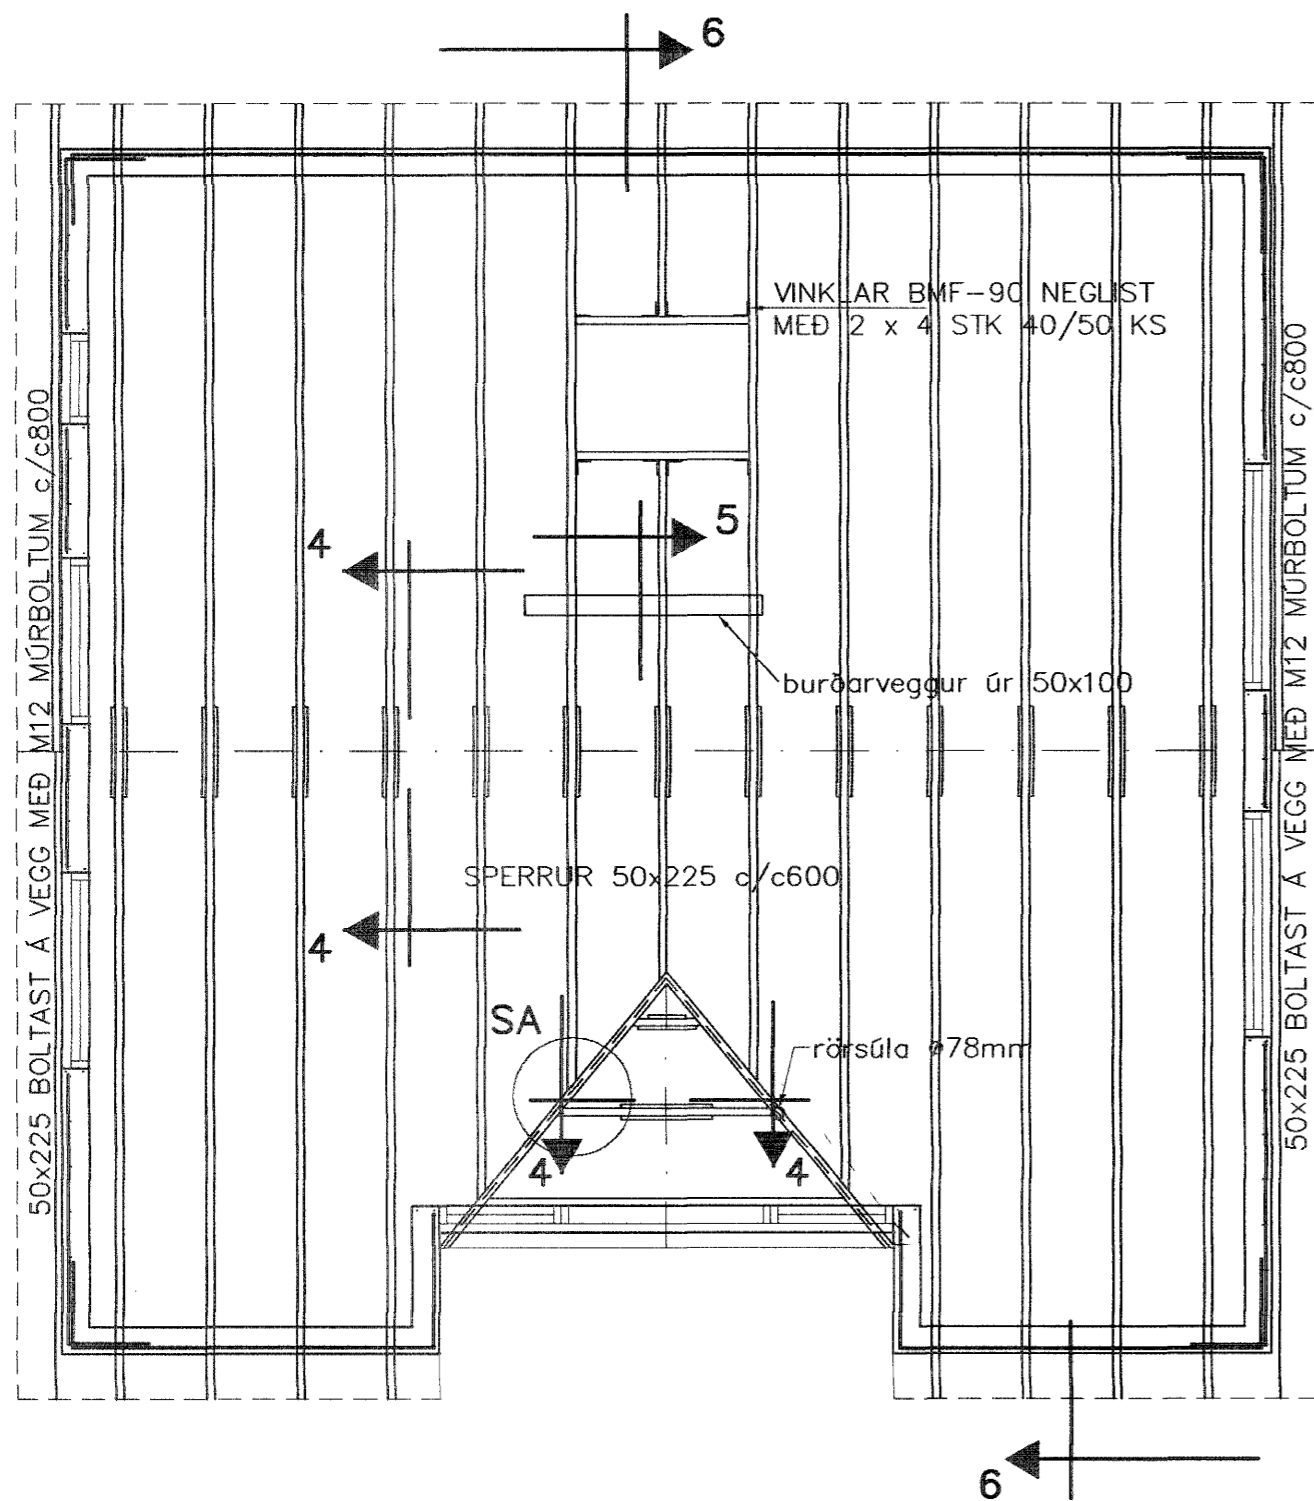 6
VINKLAR BMF-90 NEGLIST
MEÐ 2 x 4 STK 40/50 KS
50x225 BOLTAST Á VEGG MEÐ M12 MÚRBOLTUM c/c800
50x225 BOLTAST Á VEGG MEÐ M12 MÚRBOLTUM c/c800
5
4
burðarveggur úr 50x100
SPERRUR 50x225 c/c600
4
SA
rörsúla ø78mm
4
4
6